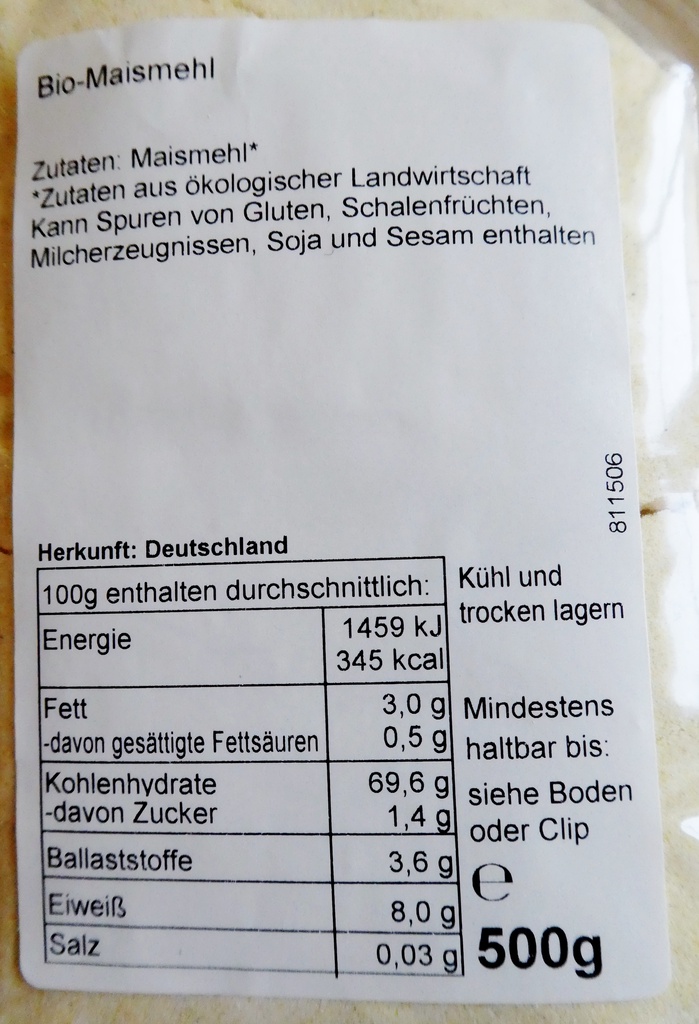 Bio-Maismehl
Zutaten: Maismehl*
*Zutaten aus ökologischer Landwirtschaft
Kann Spuren von Gluten, Schalenfrüchten,
Milcherzeugnissen, Soja und Sesam enthalten
811506
Herkunft: Deutschland
100g enthalten durchschnittlich:
Energie 1459 kJ
345 kcal
Fett 3,0 g
-davon gesättigte Fettsäuren 0,5 g
Kohlenhydrate 69,6 g
-davon Zucker 1,4 g
Ballaststoffe 3,6 g
Eiweiß 8,0 g
Salz 0,03 g
Kühl und
trocken lagern
Mindestens
haltbar bis:
siehe Boden
oder Clip
℮
500g